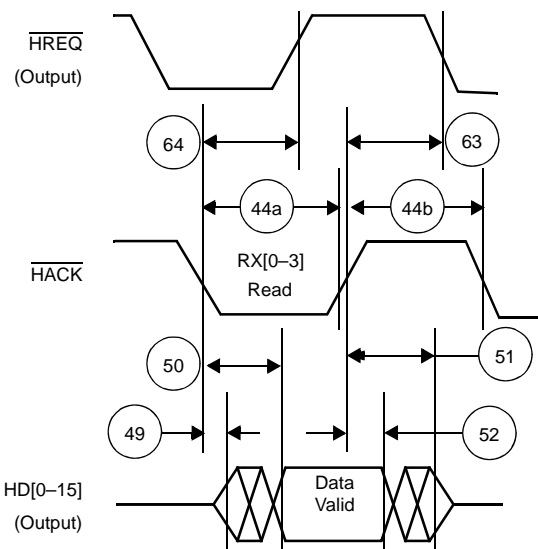 HREQ
(Output)
64
63
44a
44b
HACK
RX[0–3]
Read
50
51
49
52
HD[0–15]
(Output)
Data
Valid